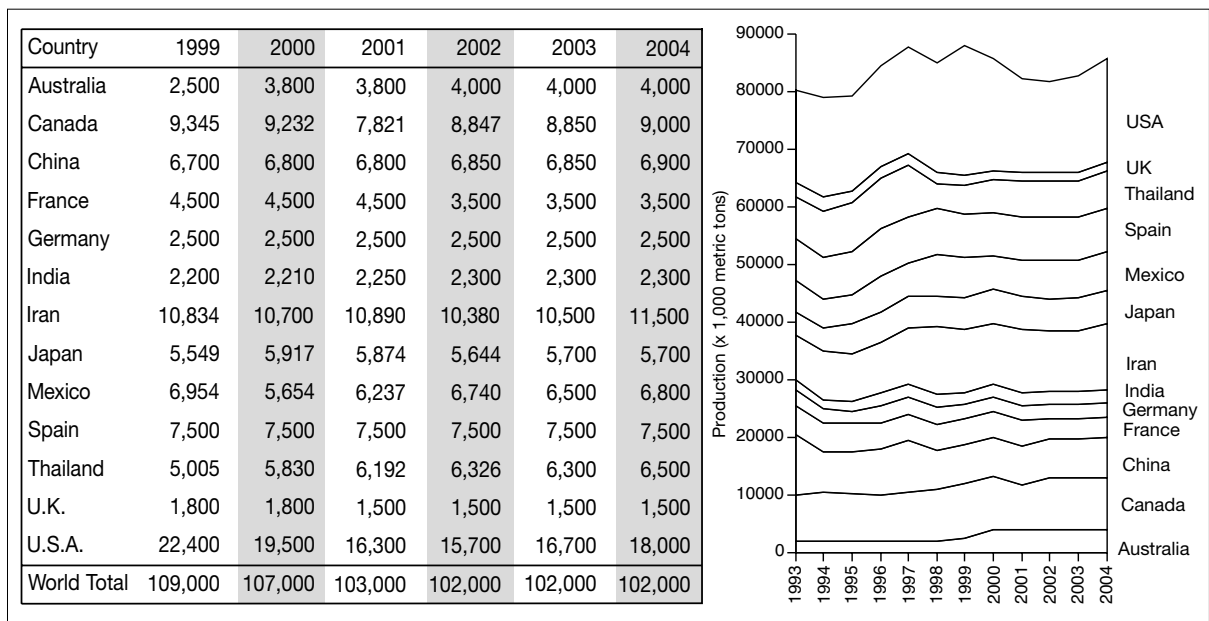 Country 1999 2000 2001 2002 2003 2004
Australia 2,500 3,800 3,800 4,000 4,000 4,000
Canada 9,345 9,232 7,821 8,847 8,850 9,000
China 6,700 6,800 6,800 6,850 6,850 6,900
France 4,500 4,500 4,500 3,500 3,500 3,500
Germany 2,500 2,500 2,500 2,500 2,500 2,500
India 2,200 2,210 2,250 2,300 2,300 2,300
Iran 10,834 10,700 10,890 10,380 10,500 11,500
Japan 5,549 5,917 5,874 5,644 5,700 5,700
Mexico 6,954 5,654 6,237 6,740 6,500 6,800
Spain 7,500 7,500 7,500 7,500 7,500 7,500
Thailand 5,005 5,830 6,192 6,326 6,300 6,500
U.K. 1,800 1,800 1,500 1,500 1,500 1,500
U.S.A. 22,400 19,500 16,300 15,700 16,700 18,000
World Total 109,000 107,000 103,000 102,000 102,000 102,000
Production (x 1,000 metric tons)
90000
80000
70000
60000
50000
40000
30000
20000
10000
0
USA
UK
Thailand
Spain
Mexico
Japan
Iran
India
Germany
France
China
Canada
Australia
1993 1994 1995 1996 1997 1998 1999 2000 2001 2002 2003 2004